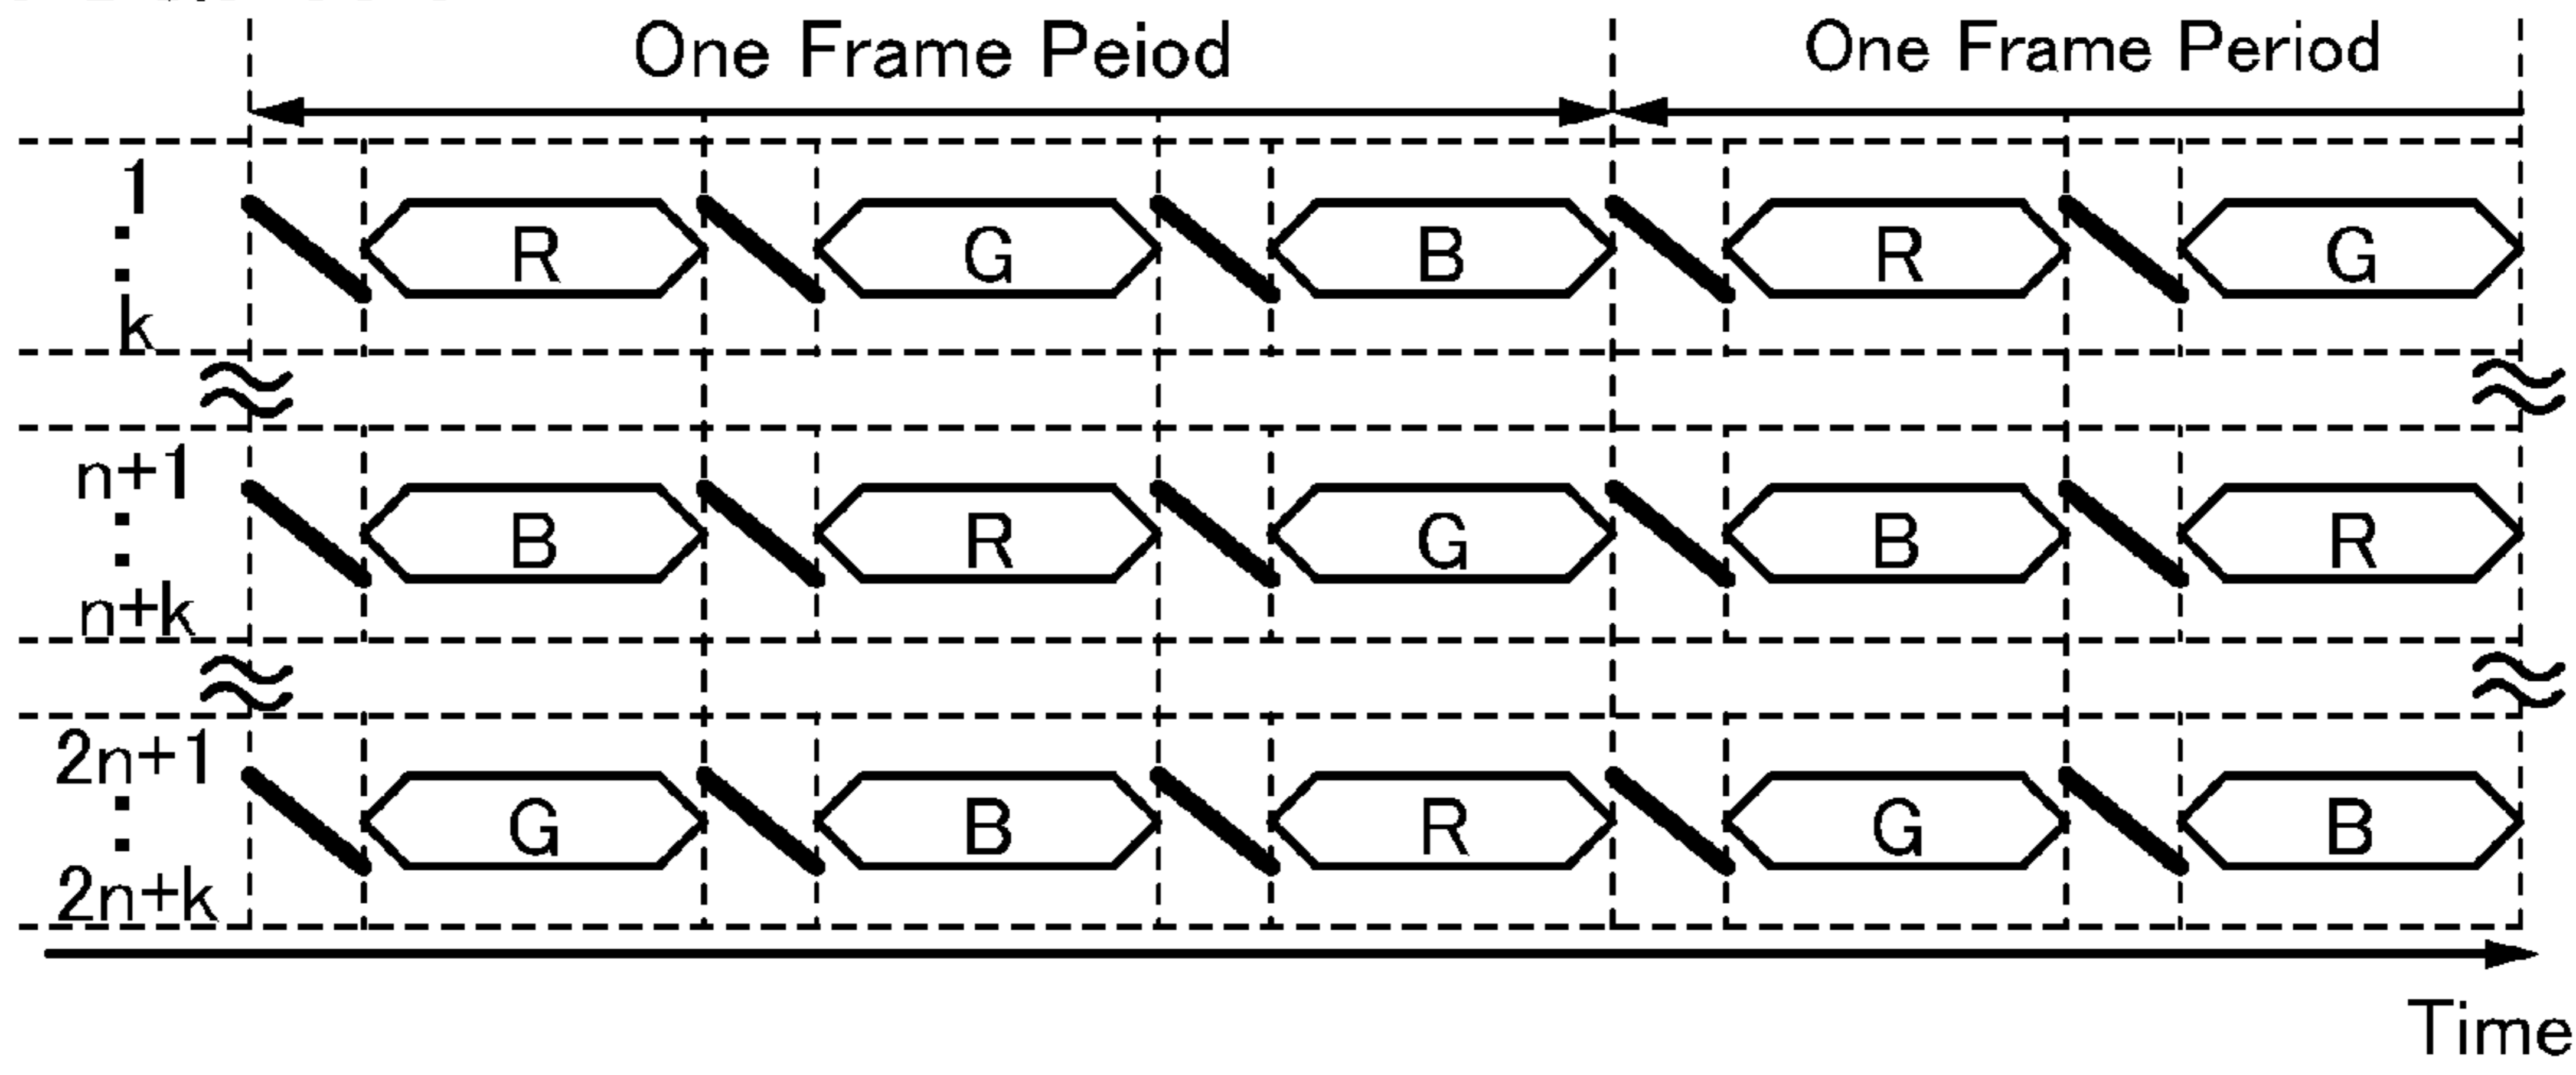 One Frame Peiod One Frame Period
1
:
k
R G B R G
n+1
:
n+k
B R G B R
2n+1
:
2n+k
G B R G B
Time